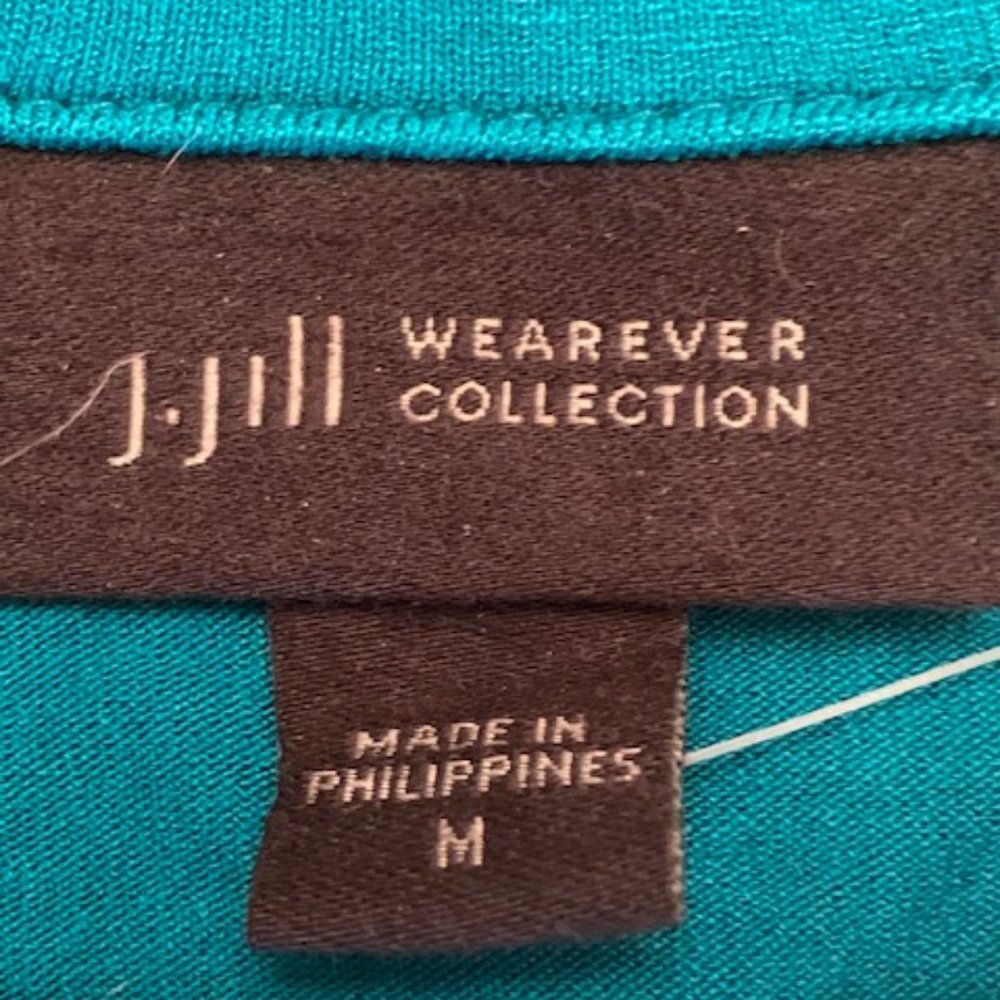 J.Jill WEAREVER
COLLECTION
MADE IN
PHILIPPINES
M